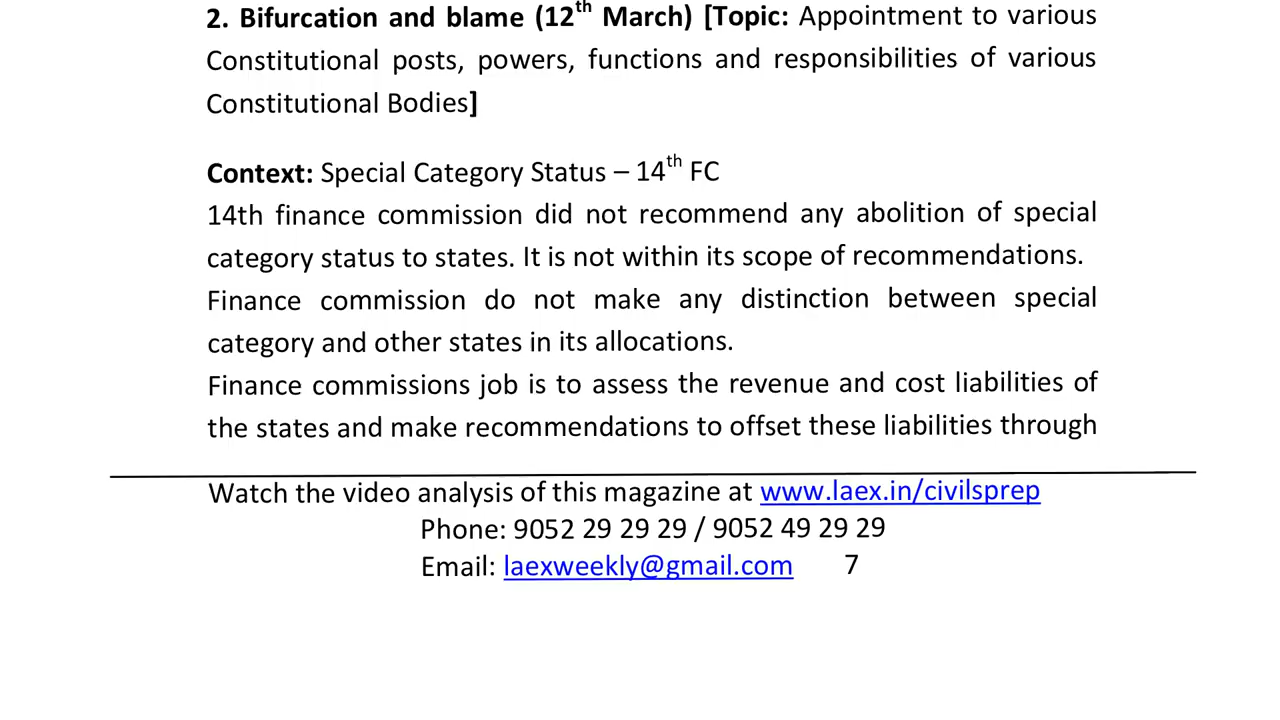 2. Bifurcation and blame (12th March) [Topic: Appointment to various
Constitutional posts, powers, functions and responsibilities of various
Constitutional Bodies]
Context: Special Category Status – 14th FC
14th finance commission did not recommend any abolition of special
category status to states. It is not within its scope of recommendations.
Finance commission do not make any distinction between special
category and other states in its allocations.
Finance commissions job is to assess the revenue and cost liabilities of
the states and make recommendations to offset these liabilities through
Watch the video analysis of this magazine at www.laex.in/civilsprep
Phone: 9052 29 29 29 / 9052 49 29 29
Email: laexweekly@gmail.com 7